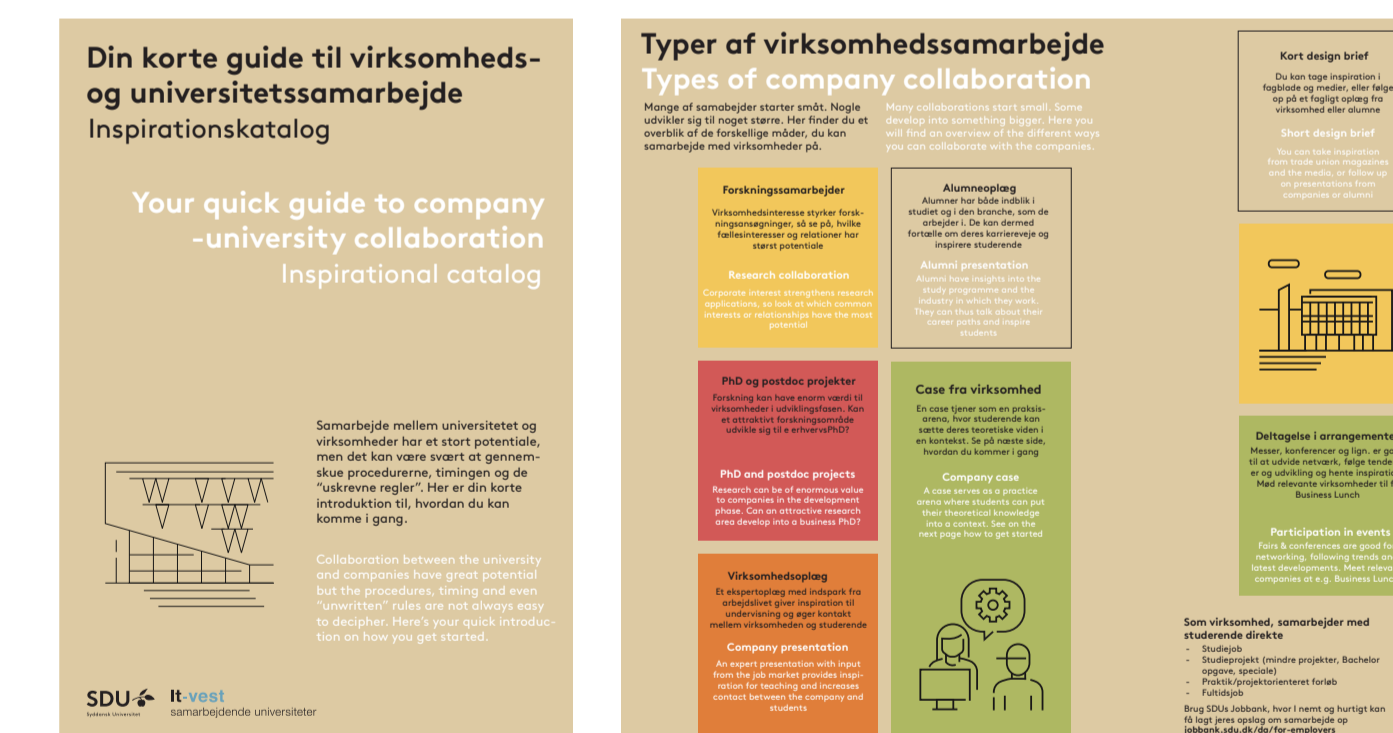 Din korte guide til virksomheds-
og universitetssamarbejde
Inspirationskatalog
Your quick guide to company
-university collaboration
Inspirational catalog
Samarbejde mellem universitetet og
virksomheder har et stort potentiale,
men det kan være svært at gennem-
skue procedurerne, timingen og de
“uskrevne regler”. Her er din korte
introduktion til, hvordan du kan
komme i gang.
Collaboration between the university
and companies have great potential
but the procedures, timing and even
“unwritten” rules are not always easy
to decipher. Here’s your quick introduc-
tion on how you get started.
SDU
Syddansk Universitet
It-vest
samarbejdende universiteter
Typer af virksomhedssamarbejde
Types of company collaboration
Mange af samabejder starter småt. Nogle
udvikler sig til noget større. Her finder du et
overblik af de forskellige måder, du kan
samarbejde med virksomheder på.
Many collaborations start small. Some
develop into something bigger. Here you
will find an overview of the different ways
you can collaborate with the companies.
Forskningssamarbejder
Virksomhedsinteresse styrker forsk-
ningsansøgninger, så se på, hvilke
fællesinteresser og relationer har
størst potentiale
Research collaboration
Corporate interest strengthens research
applications, so look at which common
interests or relationships have the most
potential
Alumneoplæg
Alumner har både indblik i
studiet og i den branche, som de
arbejder i. De kan dermed
fortælle om deres karriereveje og
inspirere studerende
Alumni presentation
Alumni have insights into the
study programme and the
industry in which they work.
They can thus talk about their
career paths and inspire
students
PhD og postdoc projekter
Forskning kan have enorm værdi til
virksomheder i udviklingsfasen. Kan
et attraktivt forskningsområde
udvikle sig til e erhvervsPhD?
PhD and postdoc projects
Research can be of enormous value
to companies in the development
phase. Can an attractive research
area develop into a business PhD?
Case fra virksomhed
En case tjener som en praksis-
arena, hvor studerende kan
sætte deres teoretiske viden i
en kontekst. Se på næste side,
hvordan du kommer i gang
Company case
A case serves as a practice
arena where students can put
their theoretical knowledge
into a context. See on the
next page how to get started
Virksomhedsoplæg
Et ekspertoplæg med indspark fra
arbejdslivet giver inspiration til
undervisning og øger kontakt
mellem virksomheden og studerende
Company presentation
An expert presentation with input
from the job market provides inspi-
ration for teaching and increases
contact between the company and
students
Kort design brief
Du kan tage inspiration i
fagblade og medier, eller følge
op på et fagligt oplæg fra
virksomhed eller alumne
Short design brief
You can take inspiration
from trade union magazines
and the media, or follow up
on presentations from
companies or alumni
Deltagelse i arrangemente
Messer, konferencer og lign. er go
til at udvide netværk, følge tende
er og udvikling og hente inspiratio
Mød relevante virksomheder til f
Business Lunch
Participation in events
Fairs & conferences are good fo
networking, following trends an
latest developments. Meet releva
companies at e.g. Business Lunc
Som virksomhed, samarbejder med
studerende direkte
- Studiejob
- Studieprojekt (mindre projekter, Bachelor
opgave, speciale)
- Praktik/projektorienteret forløb
- Fultidsjob
Brug SDUs Jobbank, hvor I nemt og hurtigt kan
få lagt jeres opslag om samarbejde op
jobbank.sdu.dk/da/for-employers